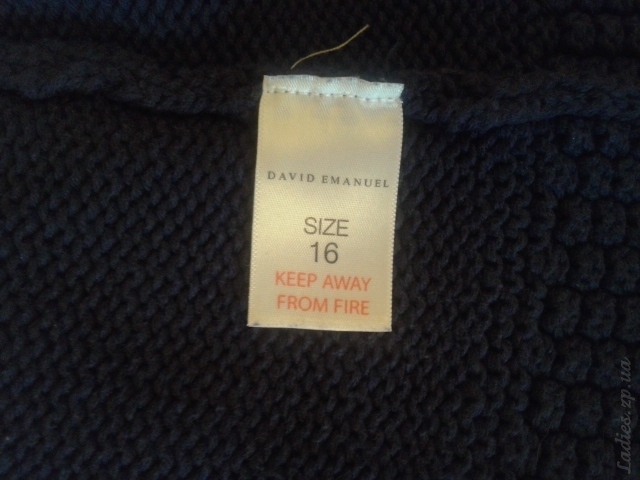 DAVID EMANUEL
SIZE
16
KEEP AWAY
FROM FIRE
Ladies.zp.ua